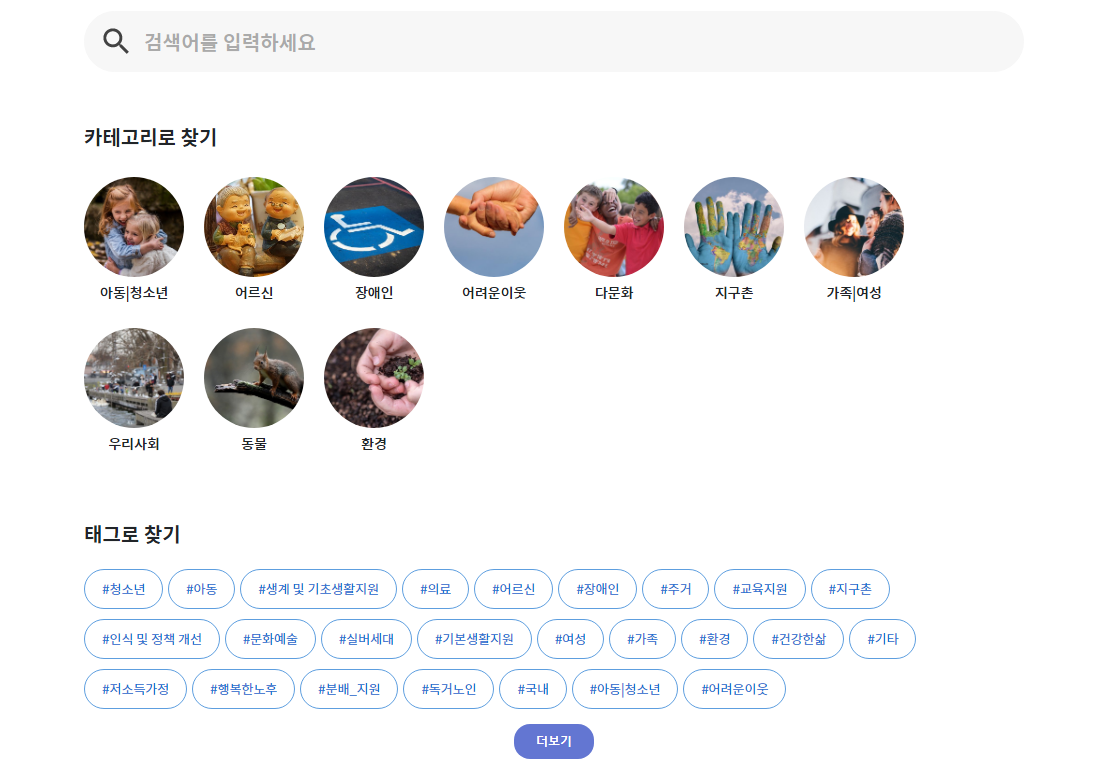 검색어를 입력하세요
카테고리로 찾기
아동|청소년 어르신 장애인 어려운이웃 다문화 지구촌 가족|여성
우리사회 동물 환경
태그로 찾기
#청소년 #아동 #생계 및 기초생활지원 #의료 #어르신 #장애인 #주거 #교육지원 #지구촌
#인식 및 정책 개선 #문화예술 #실버세대 #기본생활지원 #여성 #가족 #환경 #건강한삶 #기타
#저소득가정 #행복한노후 #분배_지원 #독거노인 #국내 #아동|청소년 #어려운이웃
더보기